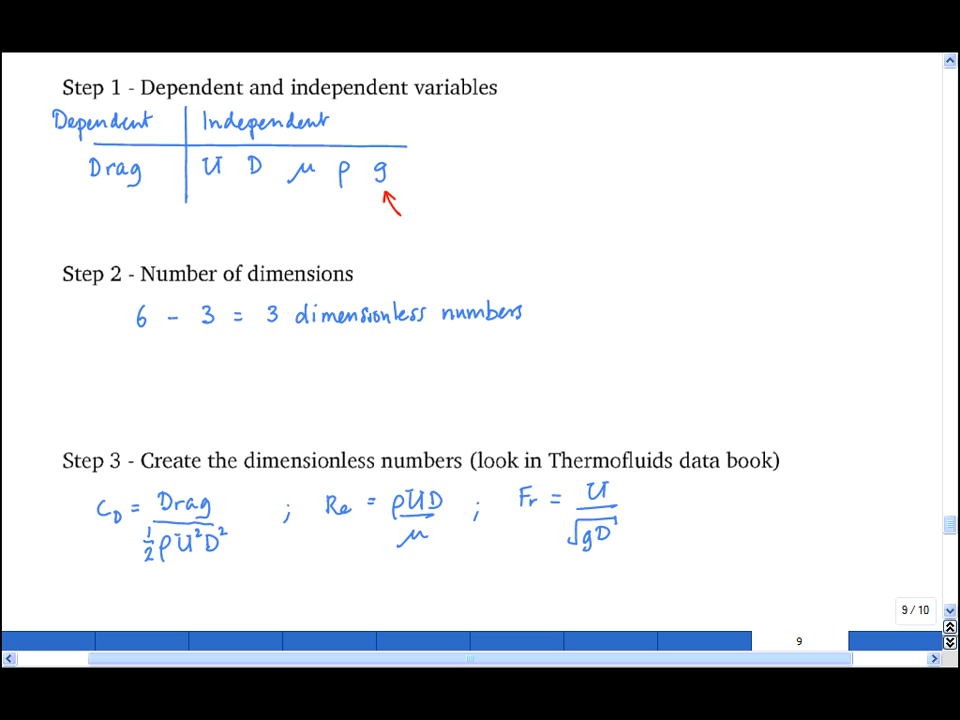 Step 1 - Dependent and independent variables
Dependent | Independent
Drag | U D μ ρ g
Step 2 - Number of dimensions
6 - 3 = 3 dimensionless numbers
Step 3 - Create the dimensionless numbers (look in Thermofluids data book)
C_D = Drag / (½ρU²D²) ; Re = ρUD / μ ; Fr = U / √(gD)
9 / 10
9